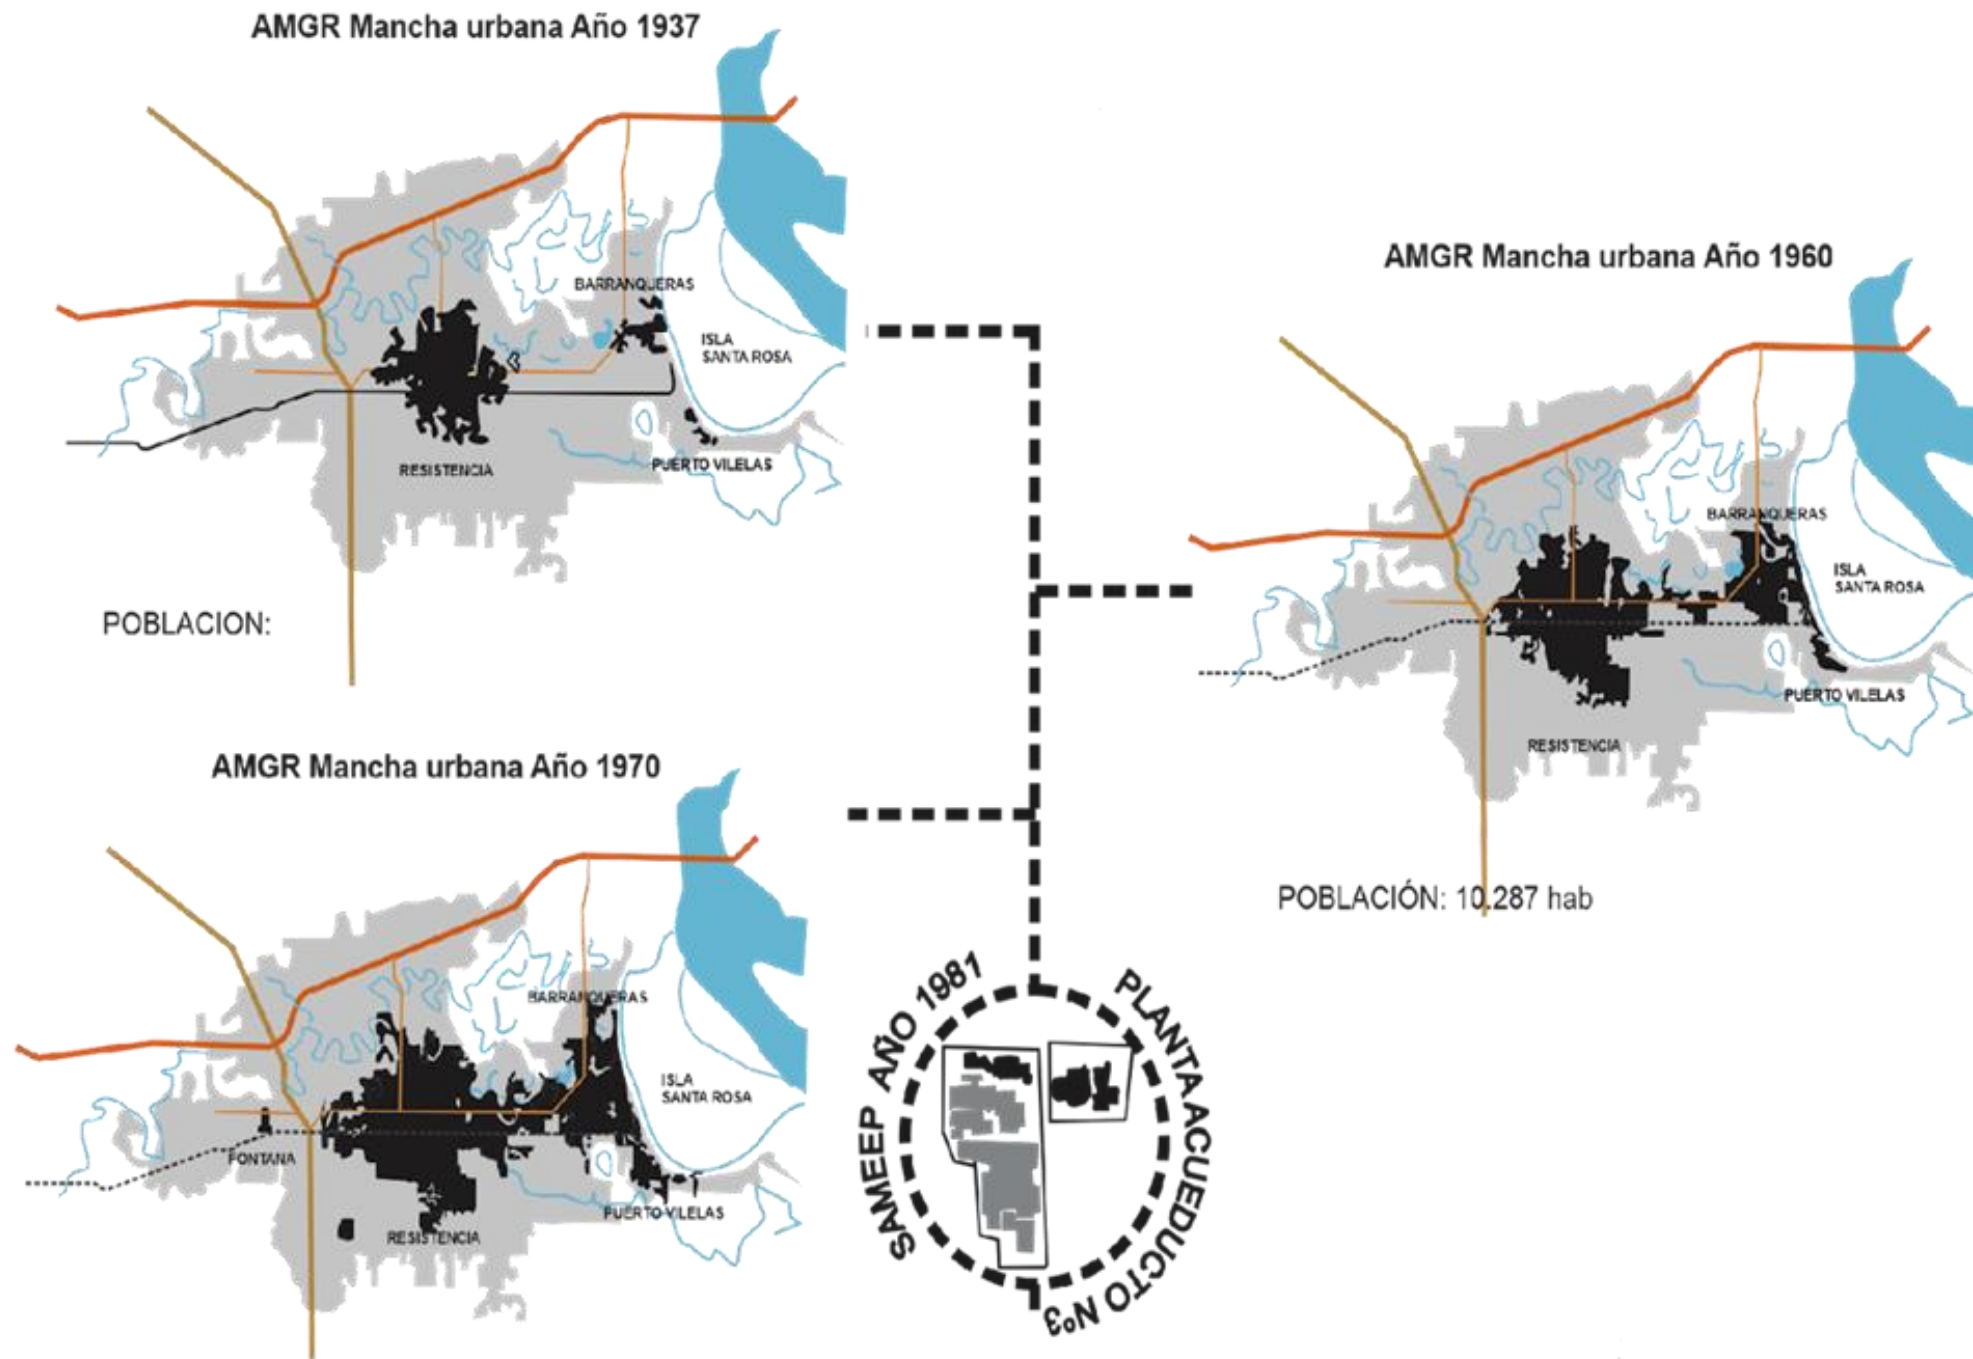 AMGR Mancha urbana Año 1937
BARRANQUERAS
ISLA
SANTA ROSA
RESISTENCIA
PUERTO VILELAS
POBLACION:
AMGR Mancha urbana Año 1960
BARRANQUERAS
ISLA
SANTA ROSA
PUERTO VILELAS
RESISTENCIA
POBLACIÓN: 10.287 hab
AMGR Mancha urbana Año 1970
BARRANQUERAS
ISLA
SANTA ROSA
FONTANA
PUERTO VILELAS
RESISTENCIA
SAMEEP AÑO 1981
PLANTA ACUEDUCTO Nº3